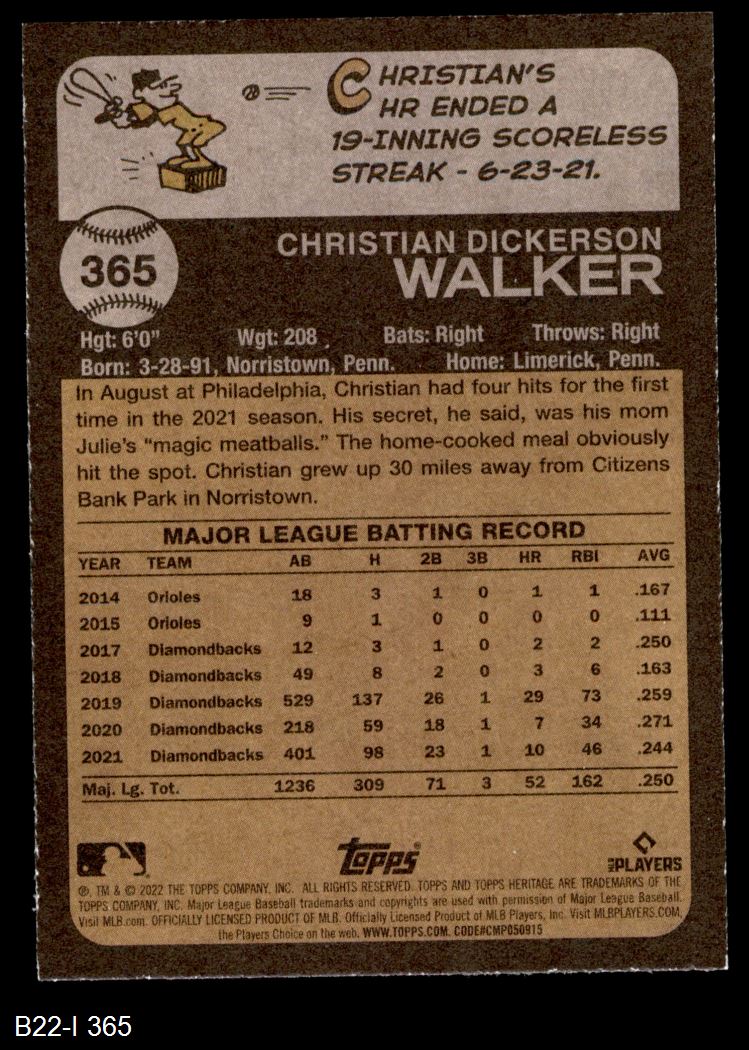 CHRISTIAN'S
HR ENDED A
19-INNING SCORELESS
STREAK - 6-23-21.
365
CHRISTIAN DICKERSON
WALKER
Hgt: 6'0" Wgt: 208 Bats: Right Throws: Right
Born: 3-28-91, Norristown, Penn. Home: Limerick, Penn.
In August at Philadelphia, Christian had four hits for the first
time in the 2021 season. His secret, he said, was his mom
Julie's “magic meatballs.” The home-cooked meal obviously
hit the spot. Christian grew up 30 miles away from Citizens
Bank Park in Norristown.
MAJOR LEAGUE BATTING RECORD
YEAR TEAM AB H 2B 3B HR RBI AVG
2014 Orioles 18 3 1 0 1 1 .167
2015 Orioles 9 1 0 0 0 0 .111
2017 Diamondbacks 12 3 1 0 2 2 .250
2018 Diamondbacks 49 8 2 0 3 6 .163
2019 Diamondbacks 529 137 26 1 29 73 .259
2020 Diamondbacks 218 59 18 1 7 34 .271
2021 Diamondbacks 401 98 23 1 10 46 .244
Maj. Lg. Tot. 1236 309 71 3 52 162 .250
topps® MLB PLAYERS
®, TM & © 2022 THE TOPPS COMPANY, INC. ALL RIGHTS RESERVED. TOPPS AND TOPPS HERITAGE ARE TRADEMARKS OF THE
TOPPS COMPANY, INC. Major League Baseball trademarks and copyrights are used with permission of Major League Baseball.
Visit MLB.com. OFFICIALLY LICENSED PRODUCT OF MLB. Officially Licensed Product of MLB Players, Inc. Visit MLBPLAYERS.COM,
the Players Choice on the web. WWW.TOPPS.COM. CODE#CMP050915
B22-I 365